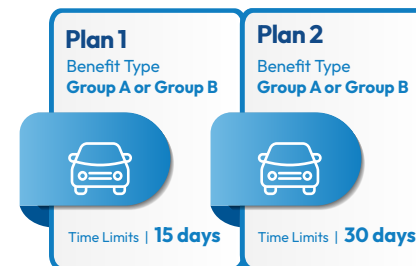 Plan 1
Benefit Type
Group A or Group B
Time Limits | 15 days
Plan 2
Benefit Type
Group A or Group B
Time Limits | 30 days